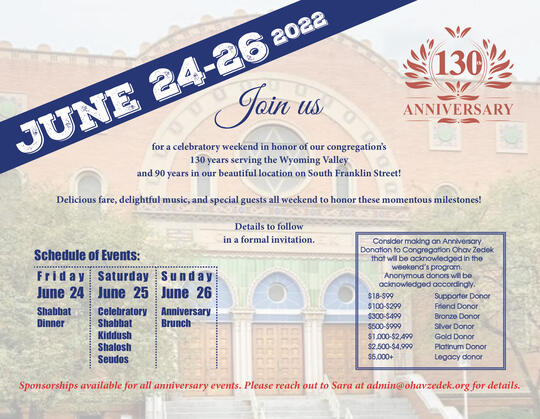 JUNE 24-26 2022
130th
ANNIVERSARY
Join us
for a celebratory weekend in honor of our congregation's
130 years serving the Wyoming Valley
and 90 years in our beautiful location on South Franklin Street!
Delicious fare, delightful music, and special guests all weekend to honor these momentous milestones!
Details to follow
in a formal invitation.
Schedule of Events:
Friday
June 24
Shabbat
Dinner
Saturday
June 25
Celebratory
Shabbat
Kiddush
Shalosh
Seudos
Sunday
June 26
Anniversary
Brunch
Consider making an Anniversary
Donation to Congregation Ohav Zedek
that will be acknowledged in the
weekend's program.
Anonymous donors will be
acknowledged accordingly.
$18-$99 Supporter Donor
$100-$299 Friend Donor
$300-$499 Bronze Donor
$500-$999 Silver Donor
$1,000-$2,499 Gold Donor
$2,500-$4,999 Platinum Donor
$5,000+ Legacy donor
Sponsorships available for all anniversary events. Please reach out to Sara at admin@ohavzedek.org for details.